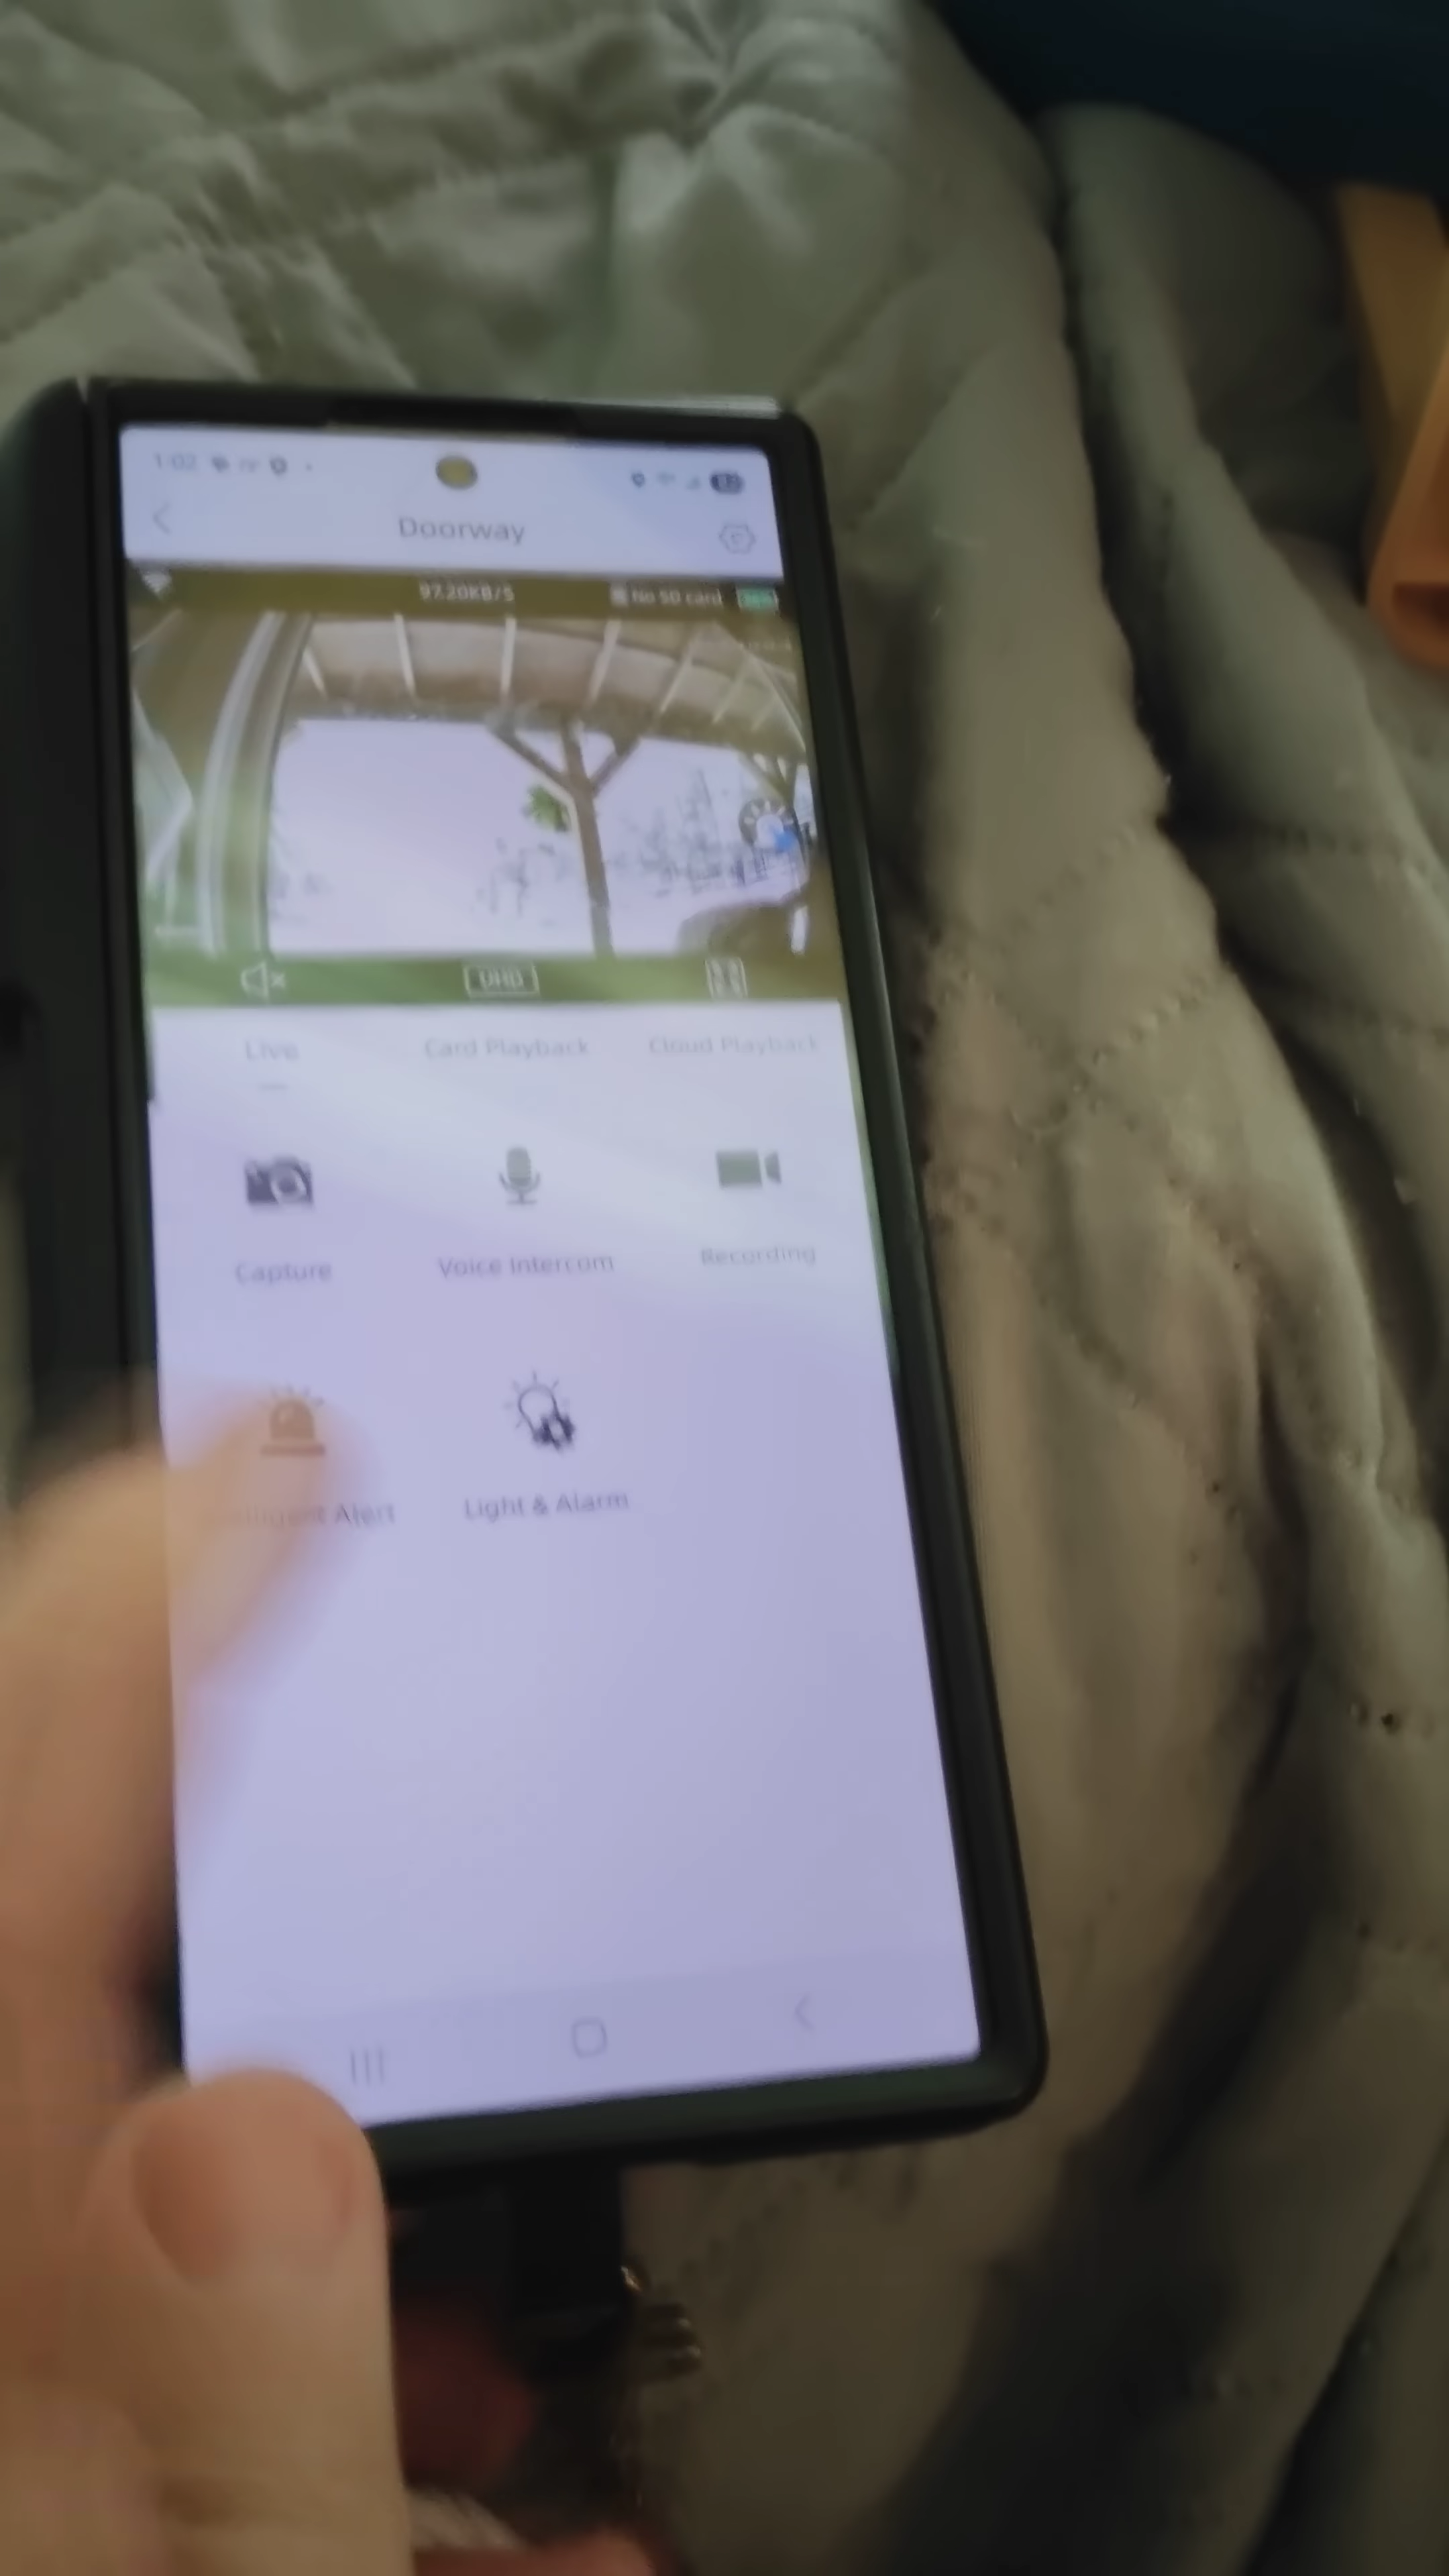 1:02
Doorway
97.20KB/S No SD card
UHD
Live Card Playback Cloud Playback
Capture Voice Intercom Recording
Alert Light & Alarm